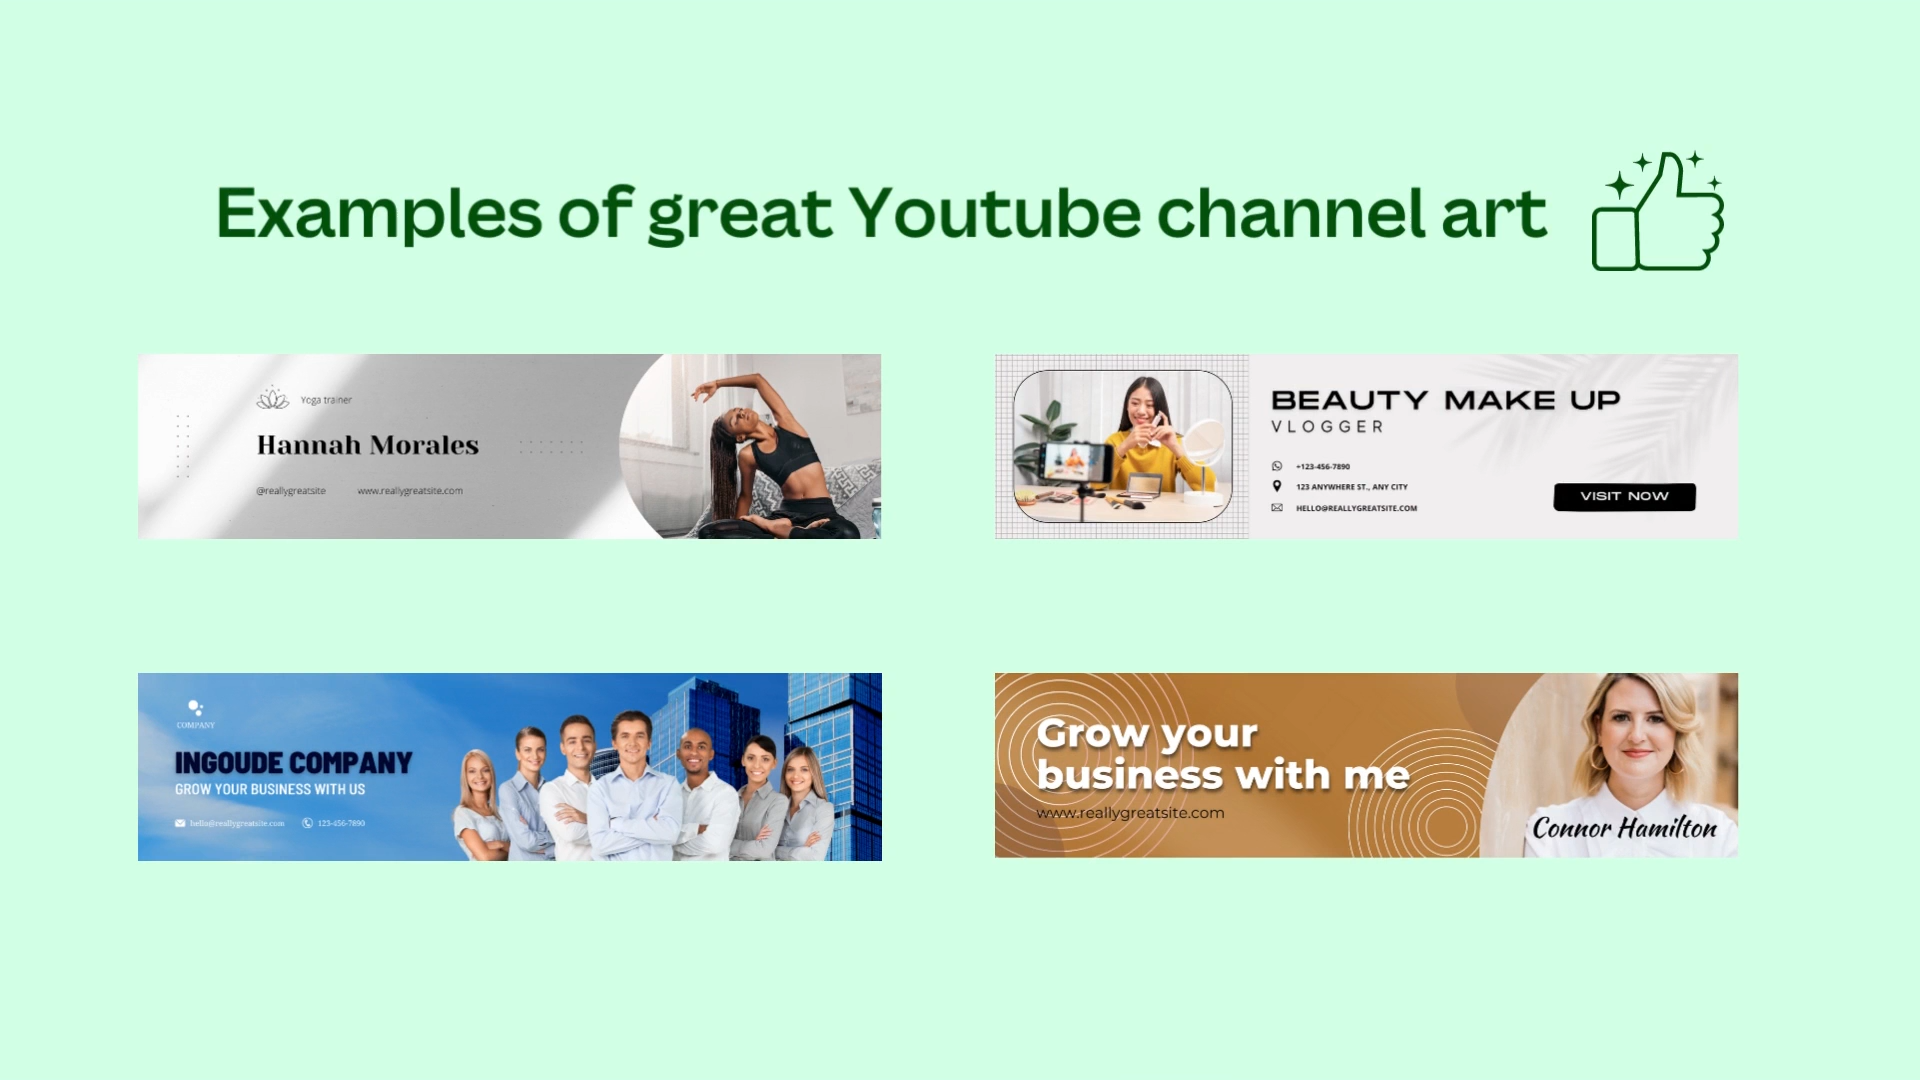 Examples of great Youtube channel art
Yoga trainer
Hannah Morales
@reallygreatsite www.reallygreatsite.com
BEAUTY MAKE UP
VLOGGER
+123-456-7890
123 ANYWHERE ST., ANY CITY
HELLO@REALLYGREATSITE.COM
VISIT NOW
COMPANY
INGOUDE COMPANY
GROW YOUR BUSINESS WITH US
hello@reallygreatsite.com 123-456-7890
Grow your
business with me
www.reallygreatsite.com
Connor Hamilton